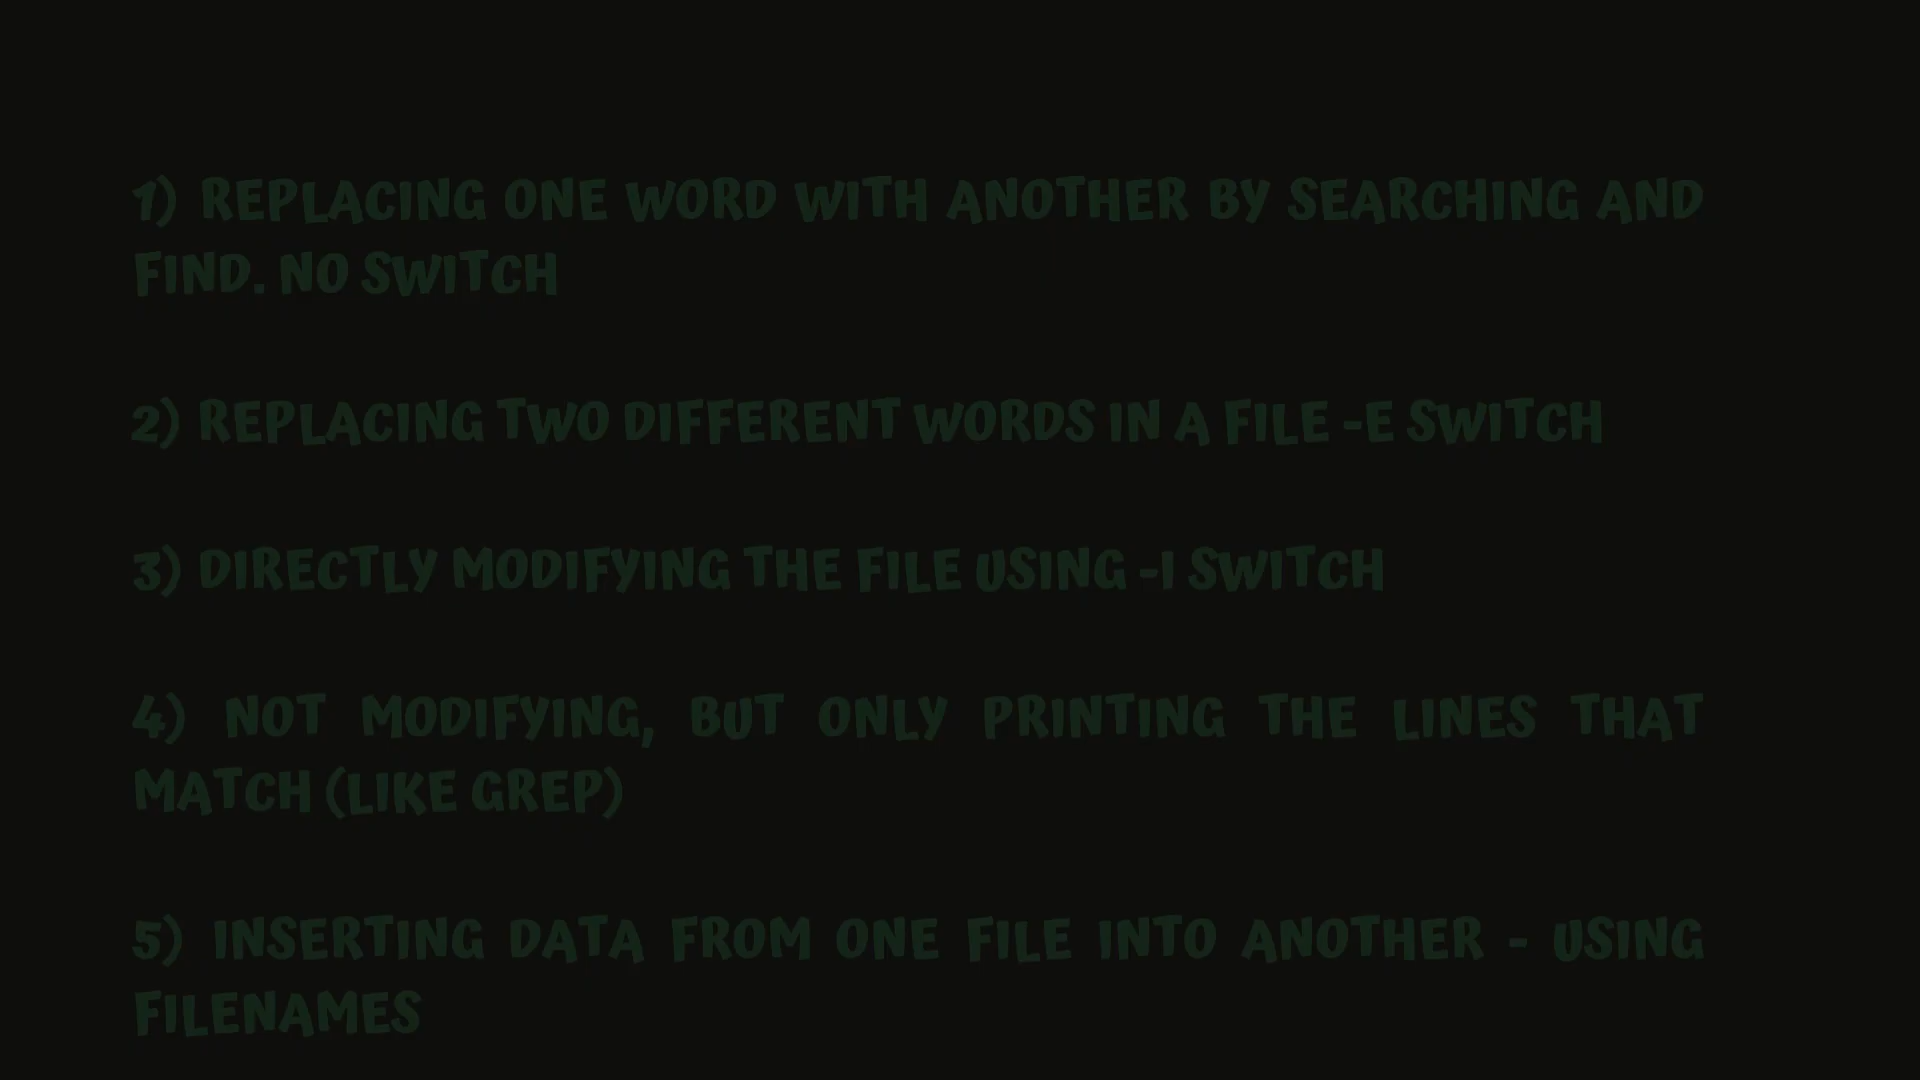 1) REPLACING ONE WORD WITH ANOTHER BY SEARCHING AND
FIND. NO SWITCH
2) REPLACING TWO DIFFERENT WORDS IN A FILE -E SWITCH
3) DIRECTLY MODIFYING THE FILE USING -I SWITCH
4) NOT MODIFYING, BUT ONLY PRINTING THE LINES THAT
MATCH (LIKE GREP)
5) INSERTING DATA FROM ONE FILE INTO ANOTHER - USING
FILENAMES